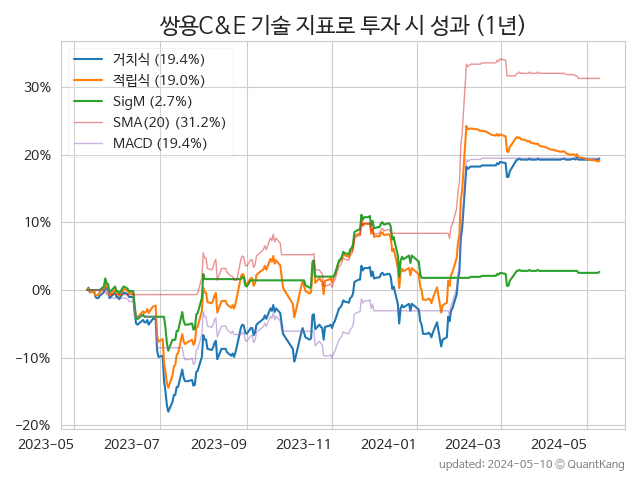 쌍용C&E 기술 지표로 투자 시 성과 (1년)
거치식 (19.4%)
적립식 (19.0%)
SigM (2.7%)
SMA(20) (31.2%)
MACD (19.4%)
30%
20%
10%
0%
−10%
−20%
2023-05 2023-07 2023-09 2023-11 2024-01 2024-03 2024-05
updated: 2024-05-10 © QuantKang